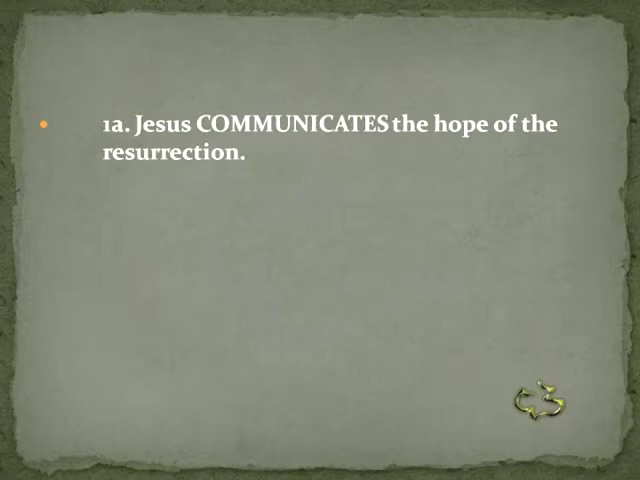 • 1a. Jesus COMMUNICATES the hope of the
resurrection.